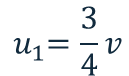 u₁ = 3/4 v